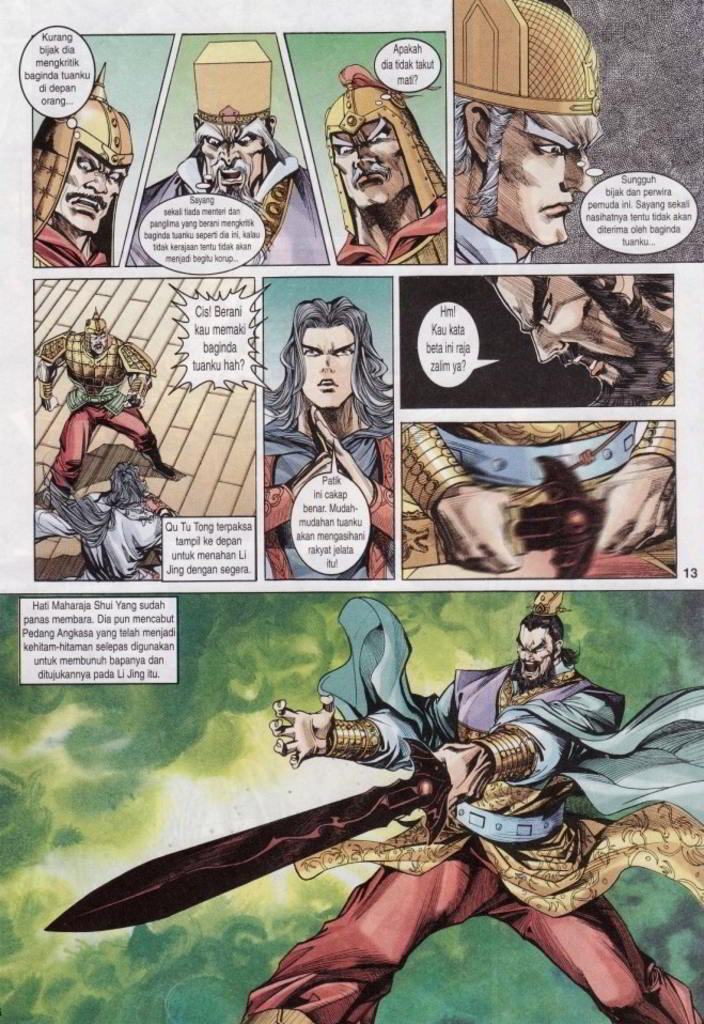 Kurang
bijak dia
mengkritik
baginda tuanku
di depan
orang...
Sayang
sekali tiada menteri dan
panglima yang berani mengkritik
baginda tuanku seperti dia ini, kalau
tidak kerajaan tentu tidak
menjadi begitu korup...
Apakah
dia tidak takut
mati?
Sungguh
bijak dan perwira
pemuda ini. Sayang sekali
nasihatnya tentu tidak akan
diterima oleh baginda
tuanku...
Cis! Berani
kau memaki
baginda
tuanku hah?
Qu Tu Tong terpaksa
tampil ke depan
untuk menahan Li
Jing dengan segera.
Patik
ini cakap
benar. Mudah-
mudahan tuanku
akan mengasihani
rakyat jelata
itu!
Hm!
Kau kata
beta ini raja
zalim ya?
13
Hati Maharaja Shui Yang sudah
panas membara. Dia pun mencabut
Pedang Angkasa yang telah menjadi
kehitam-hitaman selepas digunakan
untuk membunuh bapanya dan
ditujukannya pada Li Jing itu.